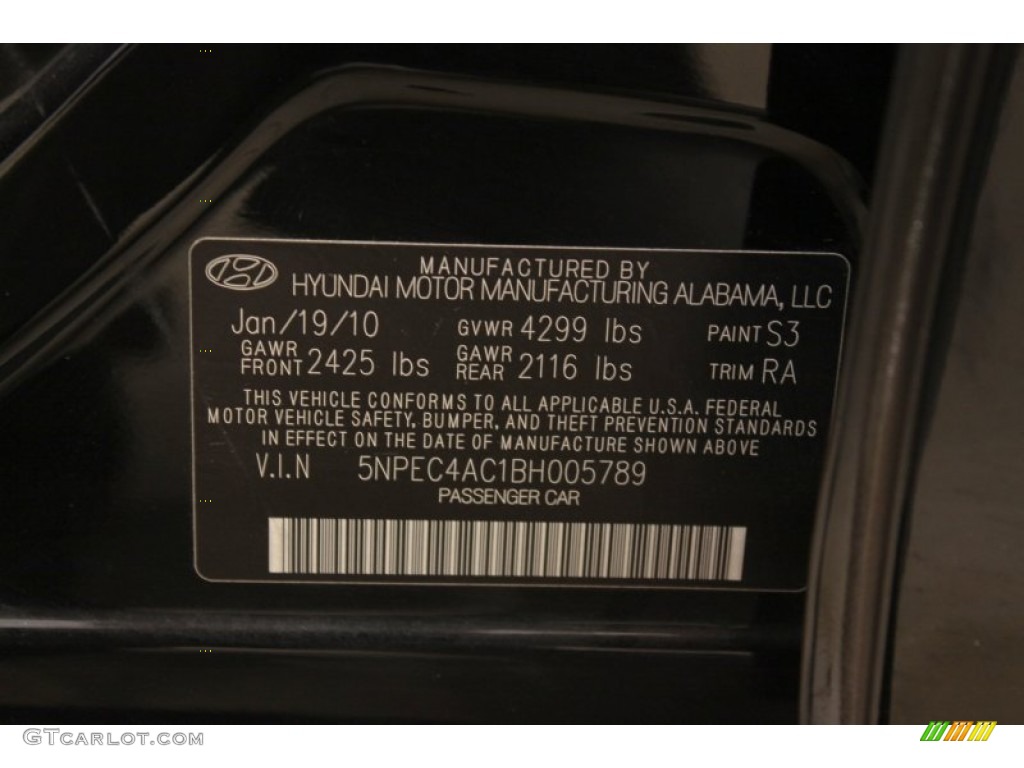 MANUFACTURED BY
HYUNDAI MOTOR MANUFACTURING ALABAMA, LLC
Jan/19/10 GVWR 4299 lbs PAINT S3
GAWR FRONT 2425 lbs GAWR REAR 2116 lbs TRIM RA
THIS VEHICLE CONFORMS TO ALL APPLICABLE U.S.A. FEDERAL
MOTOR VEHICLE SAFETY, BUMPER, AND THEFT PREVENTION STANDARDS
IN EFFECT ON THE DATE OF MANUFACTURE SHOWN ABOVE
V.I.N 5NPEC4AC1BH005789
PASSENGER CAR
GTCARLOT.COM